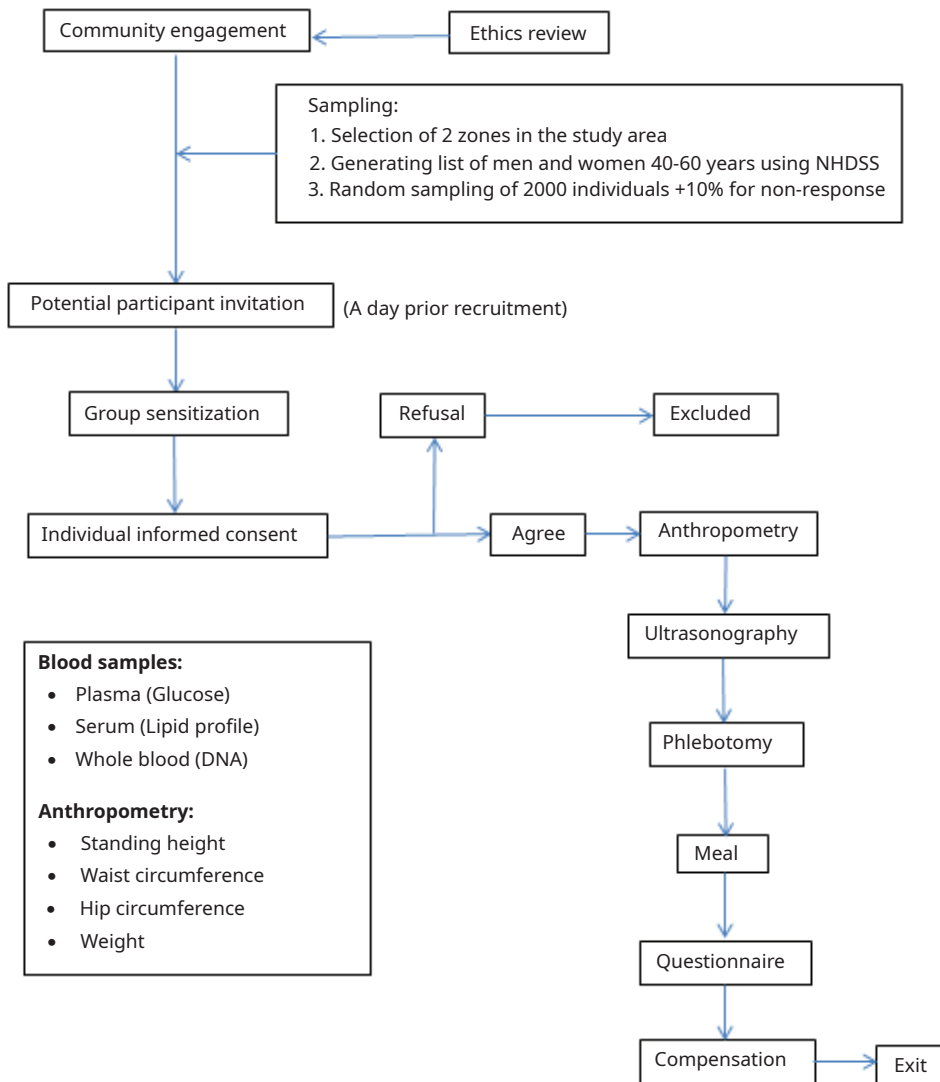 Community engagement
Ethics review
Sampling:
1. Selection of 2 zones in the study area
2. Generating list of men and women 40-60 years using NHDSS
3. Random sampling of 2000 individuals +10% for non-response
Potential participant invitation
(A day prior recruitment)
Group sensitization
Refusal
Excluded
Individual informed consent
Agree
Anthropometry
Ultrasonography
Phlebotomy
Meal
Questionnaire
Compensation
Exit
Blood samples:
• Plasma (Glucose)
• Serum (Lipid profile)
• Whole blood (DNA)
Anthropometry:
• Standing height
• Waist circumference
• Hip circumference
• Weight